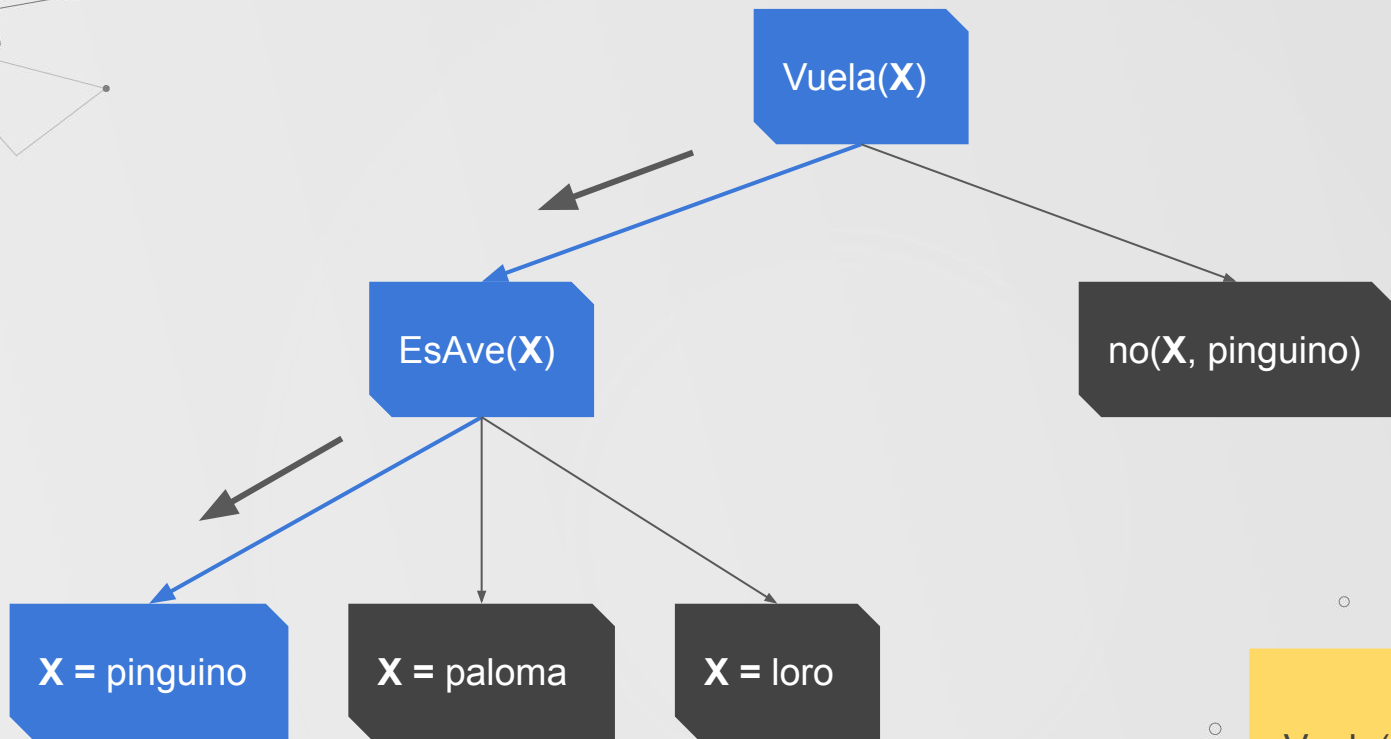 Vuela(X)
EsAve(X)
no(X, pinguino)
X = pinguino
X = paloma
X = loro